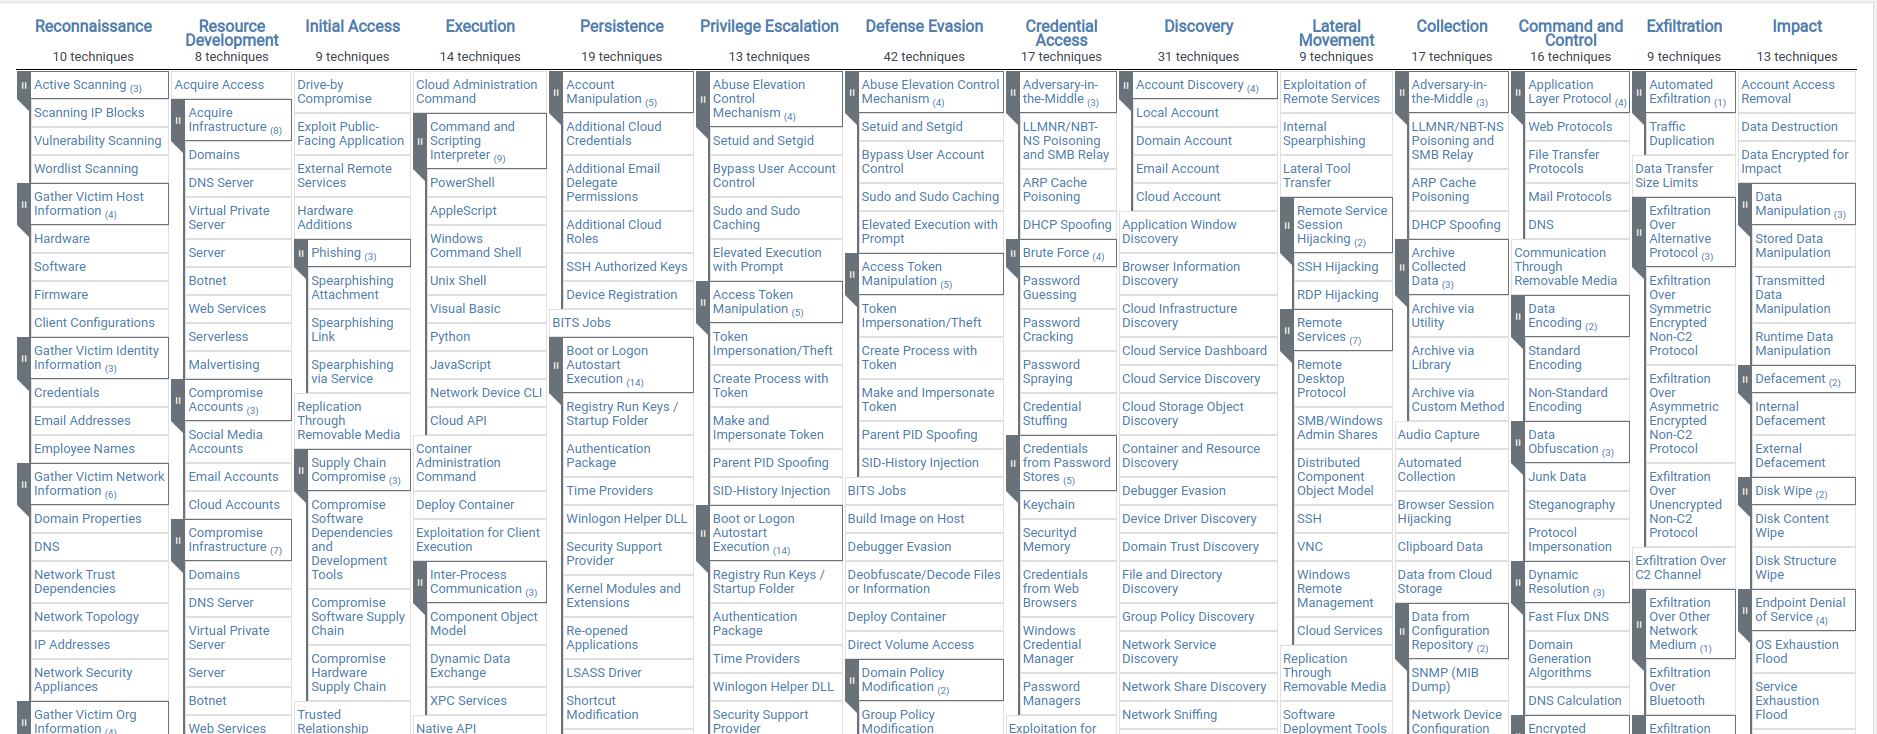 Reconnaissance
10 techniques
Active Scanning (3)
Scanning IP Blocks
Vulnerability Scanning
Wordlist Scanning
Gather Victim Host
Information (4)
Hardware
Software
Firmware
Client Configurations
Gather Victim Identity
Information (3)
Credentials
Email Addresses
Employee Names
Gather Victim Network
Information (6)
Domain Properties
DNS
Network Trust
Dependencies
Network Topology
IP Addresses
Network Security
Appliances
Gather Victim Org
Information (4)
Resource
Development
8 techniques
Acquire Access
Acquire
Infrastructure (8)
Domains
DNS Server
Virtual Private
Server
Server
Botnet
Web Services
Serverless
Malvertising
Compromise
Accounts (3)
Social Media
Accounts
Email Accounts
Cloud Accounts
Compromise
Infrastructure (7)
Domains
DNS Server
Virtual Private
Server
Server
Botnet
Web Services
Initial Access
9 techniques
Drive-by
Compromise
Exploit Public-
Facing Application
External Remote
Services
Hardware
Additions
Phishing (3)
Spearphishing
Attachment
Spearphishing
Link
Spearphishing
via Service
Replication
Through
Removable Media
Supply Chain
Compromise (3)
Compromise
Software
Dependencies
and
Development
Tools
Compromise
Software Supply
Chain
Compromise
Hardware
Supply Chain
Trusted
Relationship
Execution
14 techniques
Cloud Administration
Command
Command and
Scripting
Interpreter (9)
PowerShell
AppleScript
Windows
Command Shell
Unix Shell
Visual Basic
Python
JavaScript
Network Device CLI
Cloud API
Container
Administration
Command
Deploy Container
Exploitation for Client
Execution
Inter-Process
Communication (3)
Component Object
Model
Dynamic Data
Exchange
XPC Services
Native API
Persistence
19 techniques
Account
Manipulation (5)
Additional Cloud
Credentials
Additional Email
Delegate
Permissions
Additional Cloud
Roles
SSH Authorized Keys
Device Registration
BITS Jobs
Boot or Logon
Autostart
Execution (14)
Registry Run Keys /
Startup Folder
Authentication
Package
Time Providers
Winlogon Helper DLL
Security Support
Provider
Kernel Modules and
Extensions
Re-opened
Applications
LSASS Driver
Shortcut
Modification
Privilege Escalation
13 techniques
Abuse Elevation
Control
Mechanism (4)
Setuid and Setgid
Bypass User Account
Control
Sudo and Sudo
Caching
Elevated Execution
with Prompt
Access Token
Manipulation (5)
Token
Impersonation/Theft
Create Process with
Token
Make and
Impersonate Token
Parent PID Spoofing
SID-History Injection
Boot or Logon
Autostart
Execution (14)
Registry Run Keys /
Startup Folder
Authentication
Package
Time Providers
Winlogon Helper DLL
Security Support
Provider
Defense Evasion
42 techniques
Abuse Elevation Control
Mechanism (4)
Setuid and Setgid
Bypass User Account
Control
Sudo and Sudo Caching
Elevated Execution with
Prompt
Access Token
Manipulation (5)
Token
Impersonation/Theft
Create Process with
Token
Make and Impersonate
Token
Parent PID Spoofing
SID-History Injection
BITS Jobs
Build Image on Host
Debugger Evasion
Deobfuscate/Decode Files
or Information
Deploy Container
Direct Volume Access
Domain Policy
Modification (2)
Group Policy
Modification
Credential
Access
17 techniques
Adversary-in-
the-Middle (3)
LLMNR/NBT-
NS Poisoning
and SMB Relay
ARP Cache
Poisoning
DHCP Spoofing
Brute Force (4)
Password
Guessing
Password
Cracking
Password
Spraying
Credential
Stuffing
Credentials
from Password
Stores (5)
Keychain
Securityd
Memory
Credentials
from Web
Browsers
Windows
Credential
Manager
Password
Managers
Exploitation for
Discovery
31 techniques
Account Discovery (4)
Local Account
Domain Account
Email Account
Cloud Account
Application Window
Discovery
Browser Information
Discovery
Cloud Infrastructure
Discovery
Cloud Service Dashboard
Cloud Service Discovery
Cloud Storage Object
Discovery
Container and Resource
Discovery
Debugger Evasion
Device Driver Discovery
Domain Trust Discovery
File and Directory
Discovery
Group Policy Discovery
Network Service
Discovery
Network Share Discovery
Network Sniffing
Lateral
Movement
9 techniques
Exploitation of
Remote Services
Internal
Spearphishing
Lateral Tool
Transfer
Remote Service
Session
Hijacking (2)
SSH Hijacking
RDP Hijacking
Remote
Services (7)
Remote
Desktop
Protocol
SMB/Windows
Admin Shares
Distributed
Component
Object Model
SSH
VNC
Windows
Remote
Management
Cloud Services
Replication
Through
Removable Media
Software
Deployment Tools
Collection
17 techniques
Adversary-in-
the-Middle (3)
LLMNR/NBT-NS
Poisoning and
SMB Relay
ARP Cache
Poisoning
DHCP Spoofing
Archive
Collected
Data (3)
Archive via
Utility
Archive via
Library
Archive via
Custom Method
Audio Capture
Automated
Collection
Browser Session
Hijacking
Clipboard Data
Data from Cloud
Storage
Data from
Configuration
Repository (2)
SNMP (MIB
Dump)
Network Device
Configuration
Command and
Control
16 techniques
Application
Layer Protocol (4)
Web Protocols
File Transfer
Protocols
Mail Protocols
DNS
Communication
Through
Removable Media
Data
Encoding (2)
Standard
Encoding
Non-Standard
Encoding
Data
Obfuscation (3)
Junk Data
Steganography
Protocol
Impersonation
Dynamic
Resolution (3)
Fast Flux DNS
Domain
Generation
Algorithms
DNS Calculation
Encrypted
Exfiltration
9 techniques
Automated
Exfiltration (1)
Traffic
Duplication
Data Transfer
Size Limits
Exfiltration
Over
Alternative
Protocol (3)
Exfiltration
Over
Symmetric
Encrypted
Non-C2
Protocol
Exfiltration
Over
Asymmetric
Encrypted
Non-C2
Protocol
Exfiltration
Over
Unencrypted
Non-C2
Protocol
Exfiltration Over
C2 Channel
Exfiltration
Over Other
Network
Medium (1)
Exfiltration
Over
Bluetooth
Exfiltration
Impact
13 techniques
Account Access
Removal
Data Destruction
Data Encrypted for
Impact
Data
Manipulation (3)
Stored Data
Manipulation
Transmitted
Data
Manipulation
Runtime Data
Manipulation
Defacement (2)
Internal
Defacement
External
Defacement
Disk Wipe (2)
Disk Content
Wipe
Disk Structure
Wipe
Endpoint Denial
of Service (4)
OS Exhaustion
Flood
Service
Exhaustion
Flood